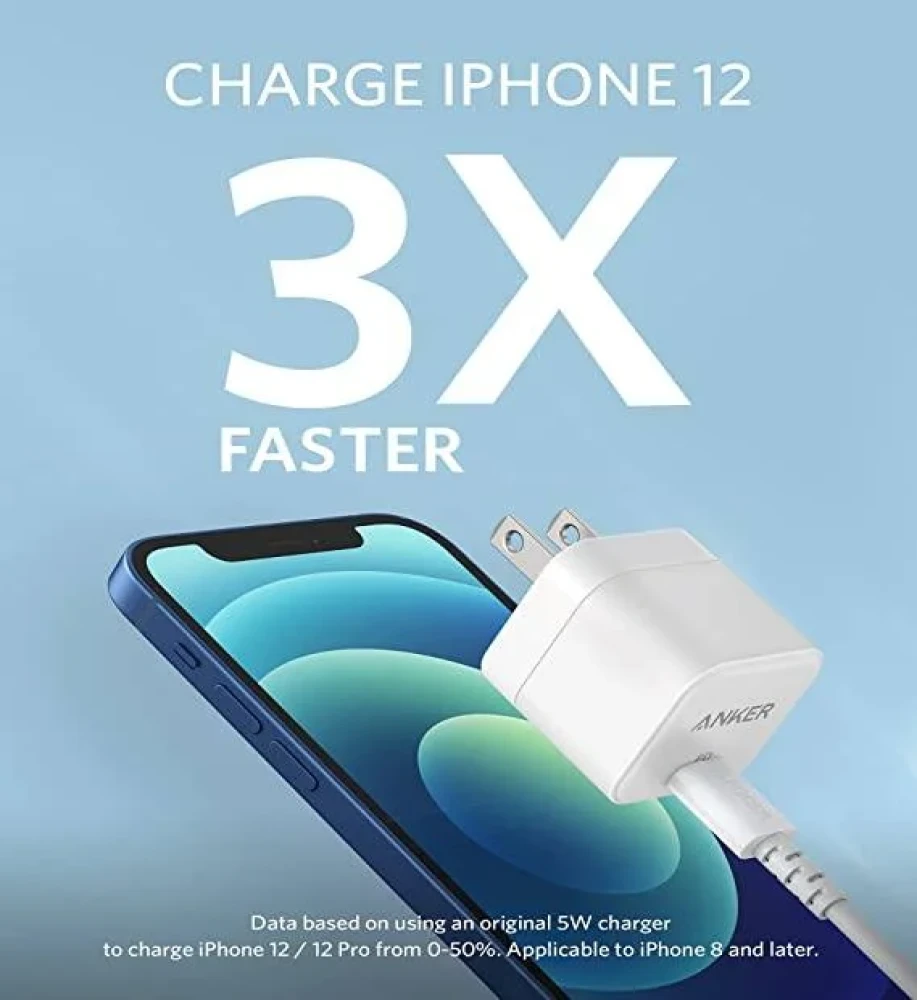 CHARGE IPHONE 12
3X
FASTER
ANKER
Data based on using an original 5W charger
to charge iPhone 12 / 12 Pro from 0-50%. Applicable to iPhone 8 and later.